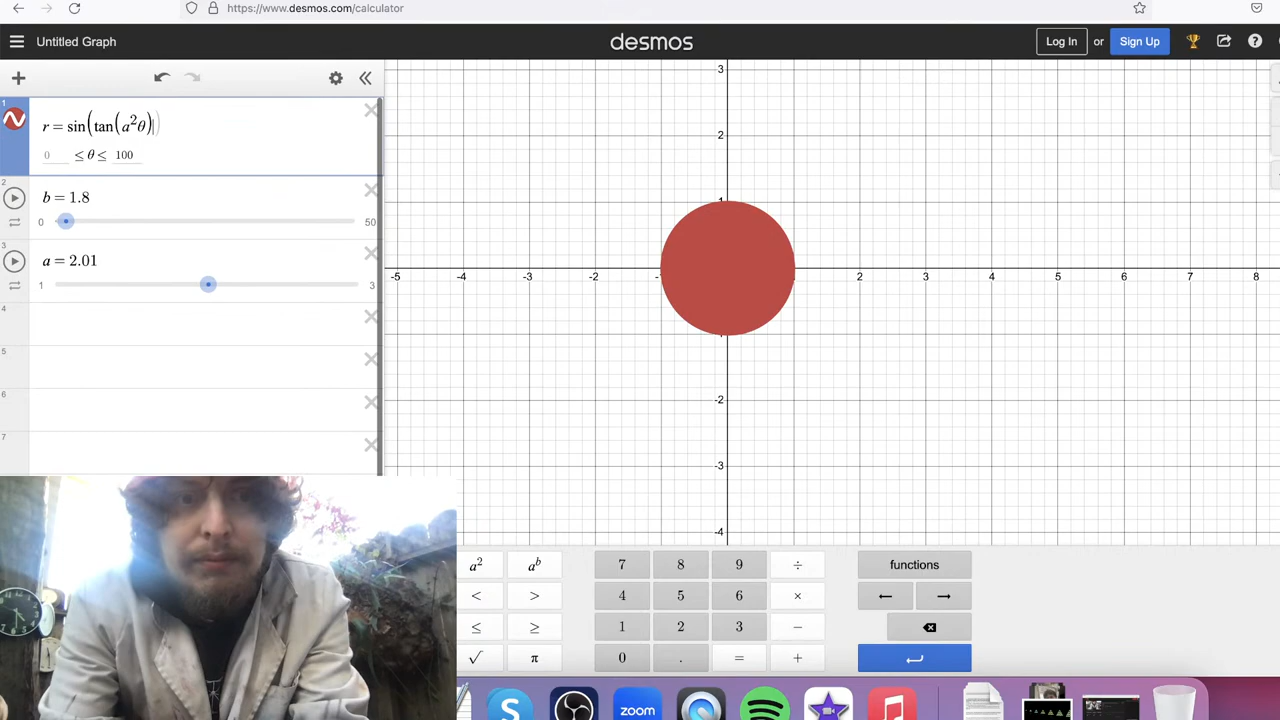 https://www.desmos.com/calculator
Untitled Graph
desmos
Log In or Sign Up
1
r = sin(tan(a²θ))
0 ≤ θ ≤ 100
2
b = 1.8
0 50
3
a = 2.01
1 3
4
5
6
7
3
2
1
-5 -4 -3 -2 2 3 4 5 6 7 8
-2
-3
-4
a² aᵇ 7 8 9 ÷ functions
< > 4 5 6 × ← →
≤ ≥ 1 2 3 −
√ π 0 . = +
zoom